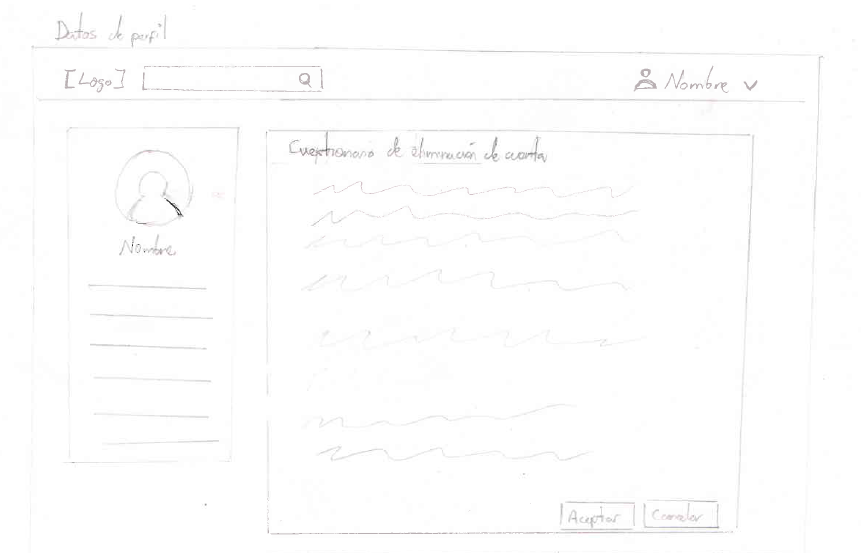 Datos de perfil
[Logo]
Nombre
Cuestionario de eliminación de cuenta
Nombre
Aceptar
Cancelar